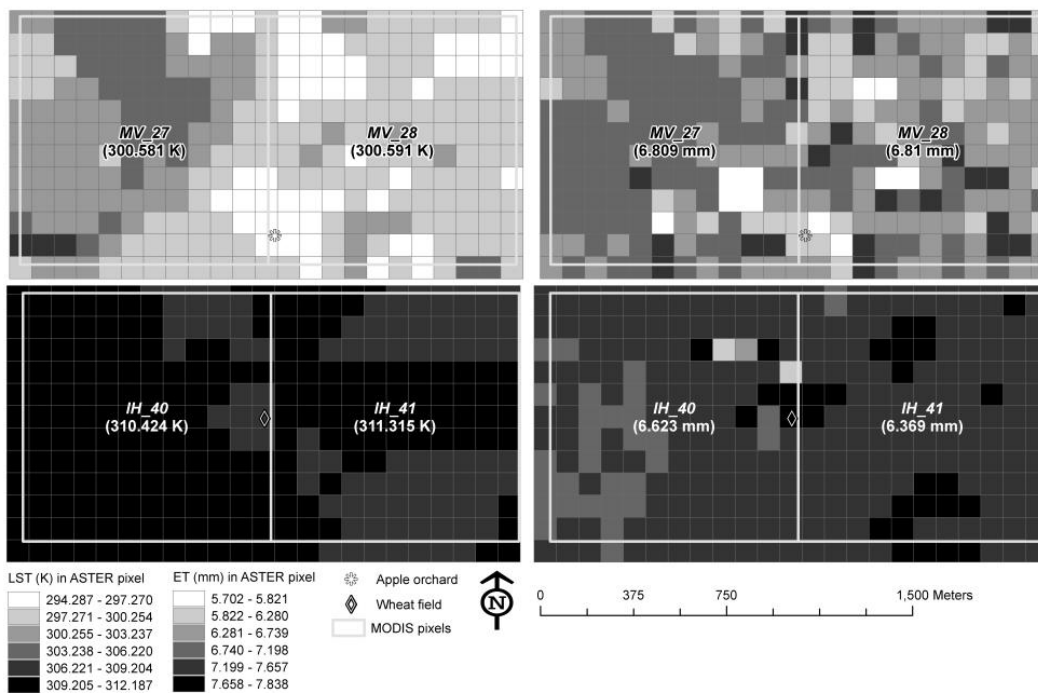 MV_27
(300.581 K)
MV_28
(300.591 K)
MV_27
(6.809 mm)
MV_28
(6.81 mm)
IH_40
(310.424 K)
IH_41
(311.315 K)
IH_40
(6.623 mm)
IH_41
(6.369 mm)
LST (K) in ASTER pixel
294.287 - 297.270
297.271 - 300.254
300.255 - 303.237
303.238 - 306.220
306.221 - 309.204
309.205 - 312.187
ET (mm) in ASTER pixel
5.702 - 5.821
5.822 - 6.280
6.281 - 6.739
6.740 - 7.198
7.199 - 7.657
7.658 - 7.838
Apple orchard
Wheat field
MODIS pixels
N
0 375 750 1,500 Meters